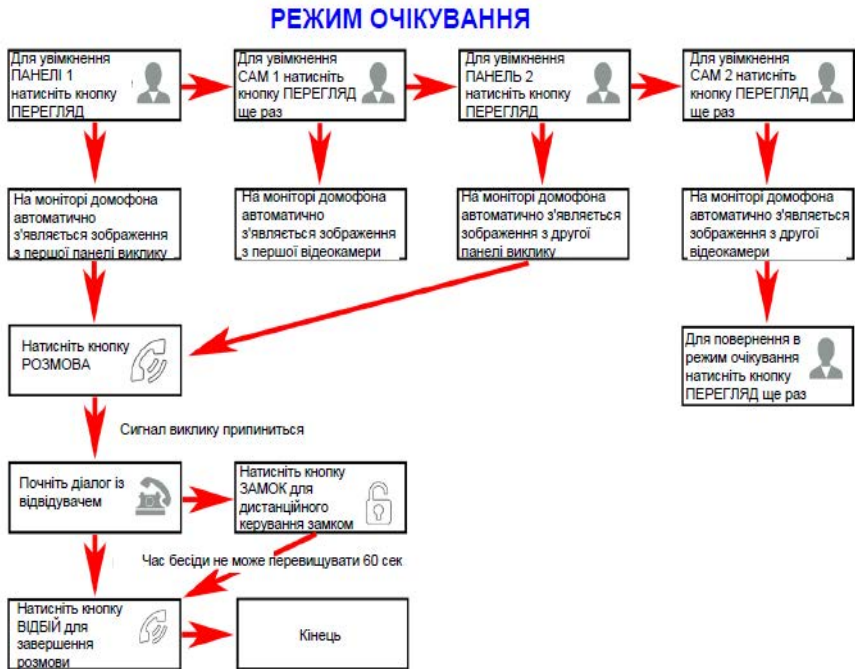 РЕЖИМ ОЧІКУВАННЯ
Для увімкнення
ПАНЕЛІ 1
натисніть кнопку
ПЕРЕГЛЯД
Для увімкнення
САМ 1 натисніть
кнопку ПЕРЕГЛЯД
ще раз
Для увімкнення
ПАНЕЛЬ 2
натисніть кнопку
ПЕРЕГЛЯД
Для увімкнення
САМ 2 натисніть
кнопку ПЕРЕГЛЯД
ще раз
На моніторі домофона
автоматично
з'являється зображення
з першої панелі виклику
На моніторі домофона
автоматично
з'являється зображення
з першої відеокамери
На моніторі домофона
автоматично з'являється
зображення з другої
панелі виклику
На моніторі домофона
автоматично з'являється
зображення з другої
відеокамери
Натисніть кнопку
РОЗМОВА
Для повернення в
режим очікування
натисніть кнопку
ПЕРЕГЛЯД ще раз
Сигнал виклику припиниться
Почніть діалог із
відвідувачем
Натисніть кнопку
ЗАМОК для
дистанційного
керування замком
Час бесіди не може перевищувати 60 сек
Натисніть кнопку
ВІДБІЙ для
завершення
розмови
Кінець